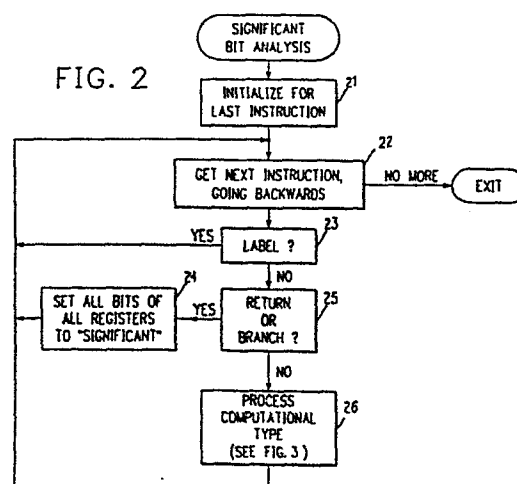 SIGNIFICANT
BIT ANALYSIS
FIG. 2
21
INITIALIZE FOR
LAST INSTRUCTION
22
GET NEXT INSTRUCTION,
GOING BACKWARDS
NO MORE
EXIT
23
YES
LABEL ?
NO
24
SET ALL BITS OF
ALL REGISTERS
TO "SIGNIFICANT"
YES
25
RETURN
OR
BRANCH ?
NO
26
PROCESS
COMPUTATIONAL
TYPE
(SEE FIG. 3)